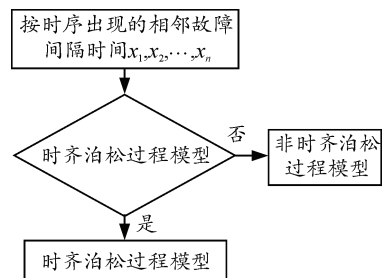 按时序出现的相邻故障
间隔时间x₁,x₂,⋯,xₙ
时齐泊松过程模型
否
非时齐泊松
过程模型
是
时齐泊松过程模型